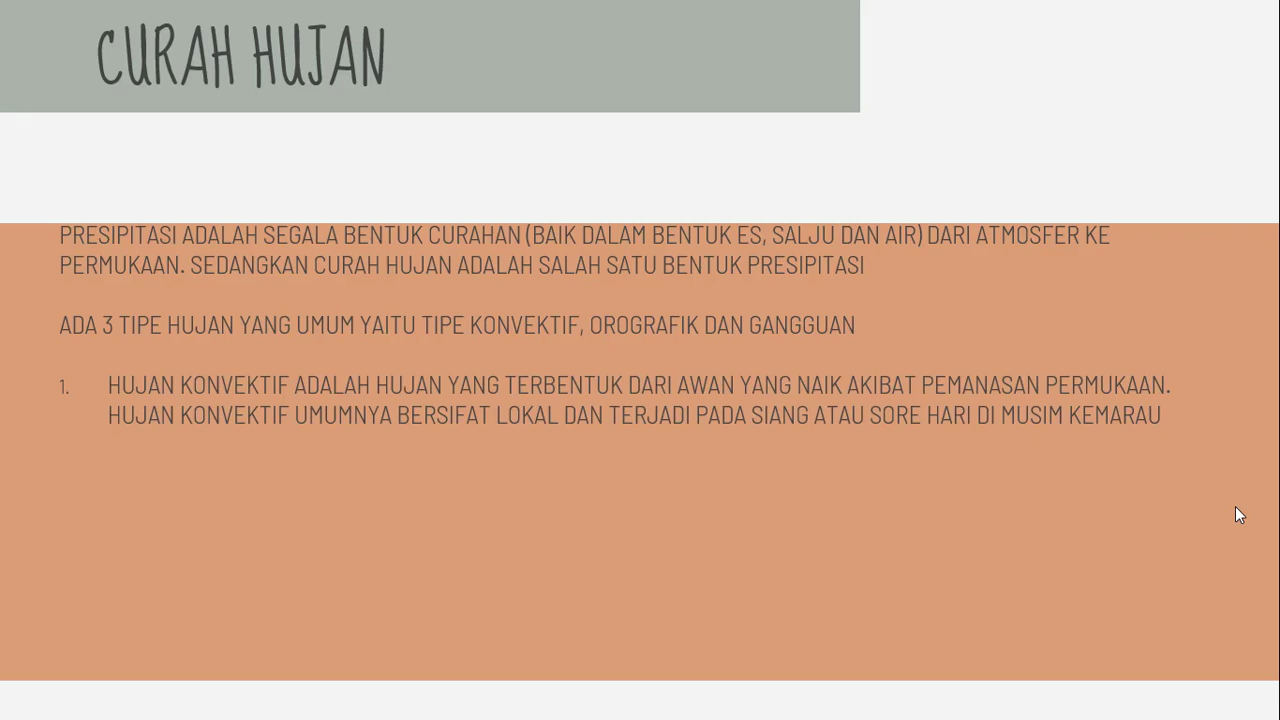 CURAH HUJAN
PRESIPITASI ADALAH SEGALA BENTUK CURAHAN (BAIK DALAM BENTUK ES, SALJU DAN AIR) DARI ATMOSFER KE
PERMUKAAN. SEDANGKAN CURAH HUJAN ADALAH SALAH SATU BENTUK PRESIPITASI
ADA 3 TIPE HUJAN YANG UMUM YAITU TIPE KONVEKTIF, OROGRAFIK DAN GANGGUAN
1. HUJAN KONVEKTIF ADALAH HUJAN YANG TERBENTUK DARI AWAN YANG NAIK AKIBAT PEMANASAN PERMUKAAN.
HUJAN KONVEKTIF UMUMNYA BERSIFAT LOKAL DAN TERJADI PADA SIANG ATAU SORE HARI DI MUSIM KEMARAU